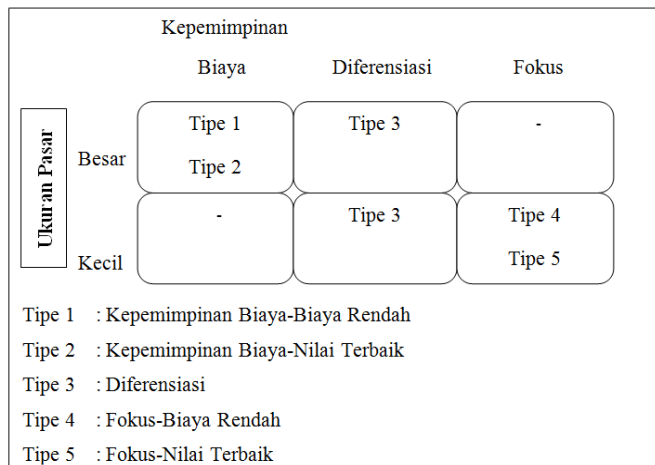 Kepemimpinan
Biaya Diferensiasi Fokus
Ukuran Pasar
Besar
Tipe 1 Tipe 3 -
Tipe 2
Kecil
- Tipe 3 Tipe 4
Tipe 5
Tipe 1 : Kepemimpinan Biaya-Biaya Rendah
Tipe 2 : Kepemimpinan Biaya-Nilai Terbaik
Tipe 3 : Diferensiasi
Tipe 4 : Fokus-Biaya Rendah
Tipe 5 : Fokus-Nilai Terbaik